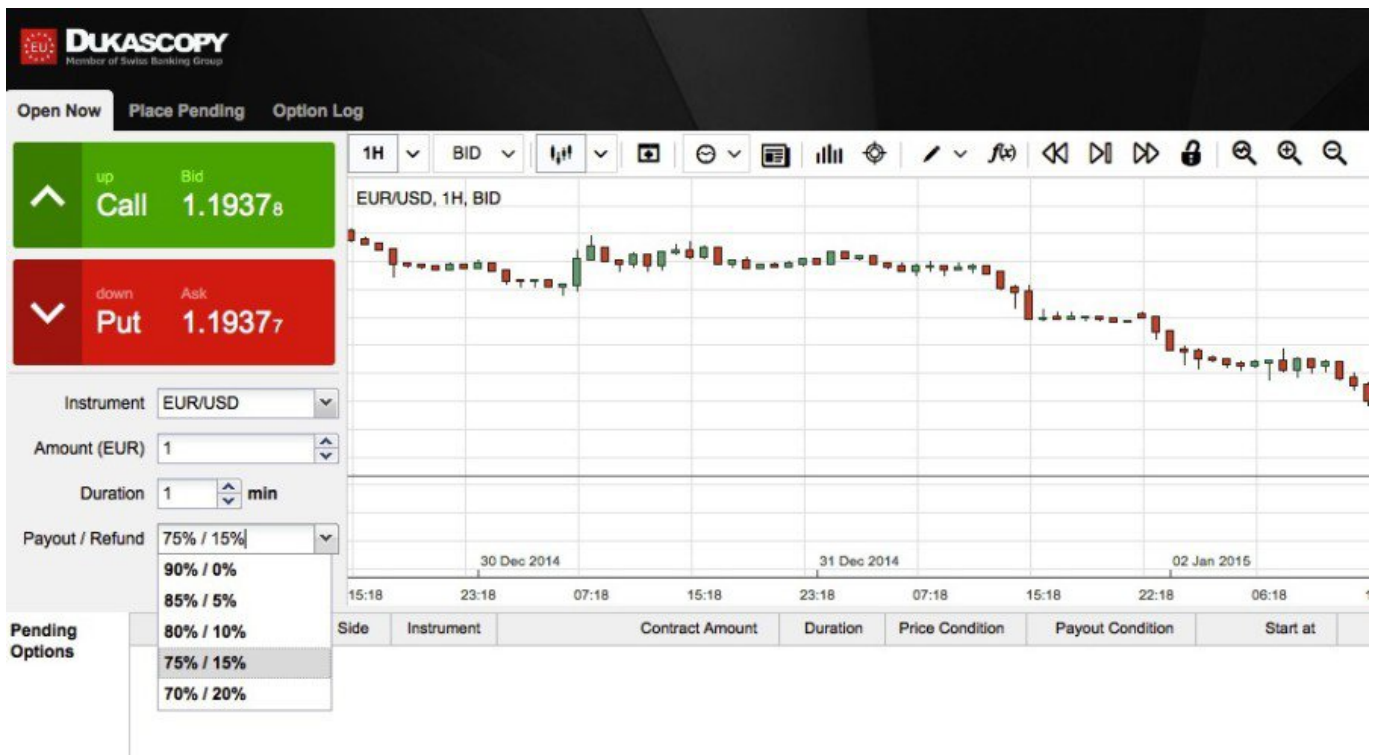 EU
DUKASCOPY
Member of Swiss Banking Group
Open Now Place Pending Option Log
up Bid
Call 1.19378
down Ask
Put 1.19377
Instrument EUR/USD
Amount (EUR) 1
Duration 1 min
Payout / Refund 75% / 15%
90% / 0%
85% / 5%
80% / 10%
75% / 15%
70% / 20%
1H BID f(x)
EUR/USD, 1H, BID
30 Dec 2014 31 Dec 2014 02 Jan 2015
15:18 23:18 07:18 15:18 23:18 07:18 15:18 22:18 06:18 1
Pending
Options
Side Instrument Contract Amount Duration Price Condition Payout Condition Start at